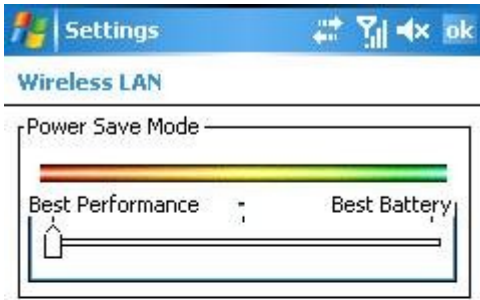 Settings
ok
Wireless LAN
Power Save Mode
Best Performance
Best Battery